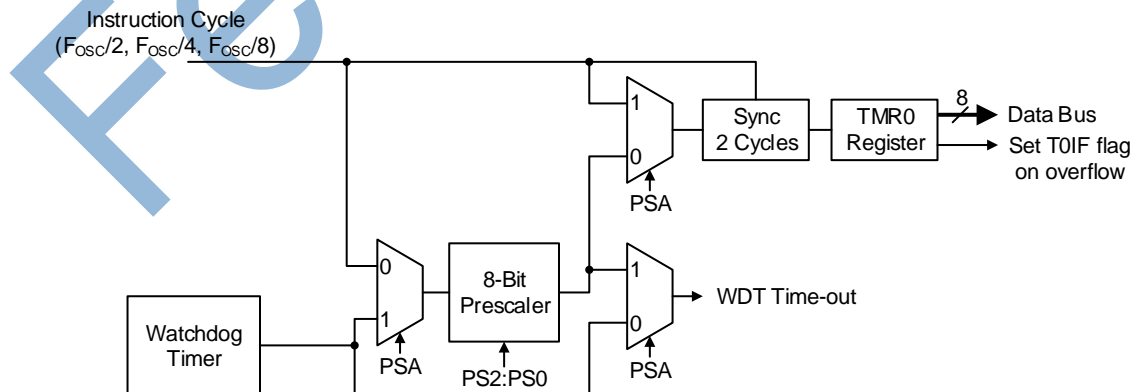 Instruction Cycle
(FOSC/2, FOSC/4, FOSC/8)
8
1
Sync
2 Cycles
TMR0
Register
Data Bus
Set T0IF flag
on overflow
0
PSA
0
8-Bit
Prescaler
1
WDT Time-out
1
0
Watchdog
Timer
PSA
PS2:PS0
PSA
Fe